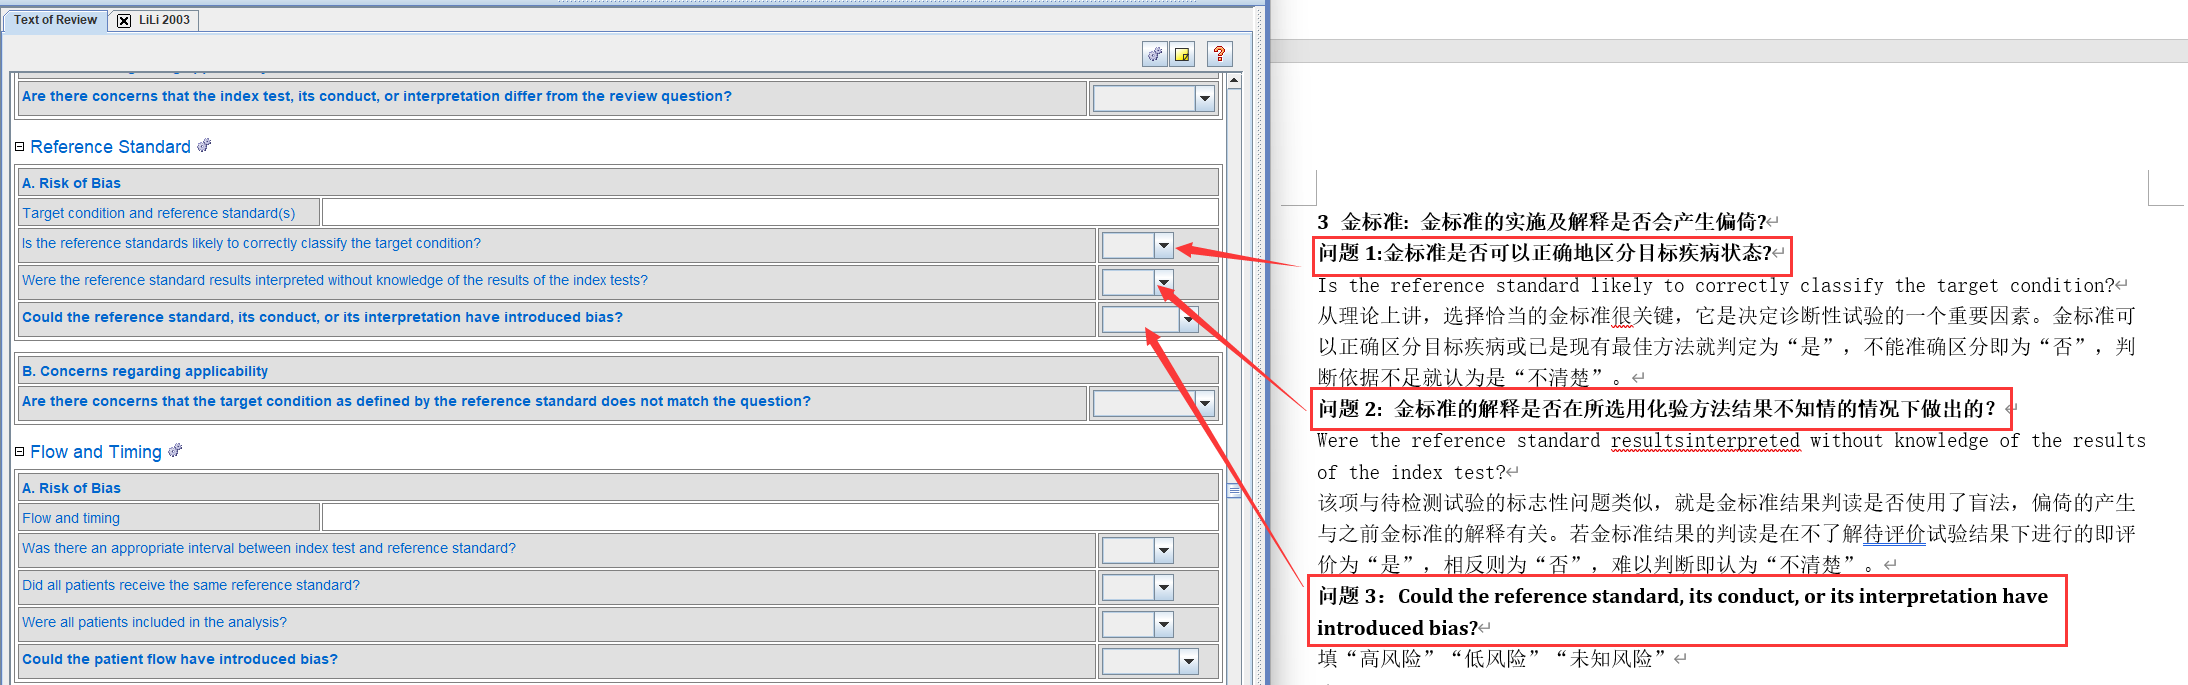 Text of Review
LiLi 2003
Are there concerns that the index test, its conduct, or interpretation differ from the review question?
Reference Standard
A. Risk of Bias
Target condition and reference standard(s)
Is the reference standards likely to correctly classify the target condition?
Were the reference standard results interpreted without knowledge of the results of the index tests?
Could the reference standard, its conduct, or its interpretation have introduced bias?
B. Concerns regarding applicability
Are there concerns that the target condition as defined by the reference standard does not match the question?
Flow and Timing
A. Risk of Bias
Flow and timing
Was there an appropriate interval between index test and reference standard?
Did all patients receive the same reference standard?
Were all patients included in the analysis?
Could the patient flow have introduced bias?
3 金标准: 金标准的实施及解释是否会产生偏倚?
问题 1:金标准是否可以正确地区分目标疾病状态?
Is the reference standard likely to correctly classify the target condition?
从理论上讲，选择恰当的金标准很关键，它是决定诊断性试验的一个重要因素。金标准可
以正确区分目标疾病或已是现有最佳方法就判定为“是”，不能准确区分即为“否”，判
断依据不足就认为是“不清楚”。
问题 2: 金标准的解释是否在所选用化验方法结果不知情的情况下做出的?
Were the reference standard resultsinterpreted without knowledge of the results
of the index test?
该项与待检测试验的标志性问题类似，就是金标准结果判读是否使用了盲法，偏倚的产生
与之前金标准的解释有关。若金标准结果的判读是在不了解待评价试验结果下进行的即评
价为“是”，相反则为“否”，难以判断即认为“不清楚”。
问题 3: Could the reference standard, its conduct, or its interpretation have
introduced bias?
填“高风险”“低风险”“未知风险”